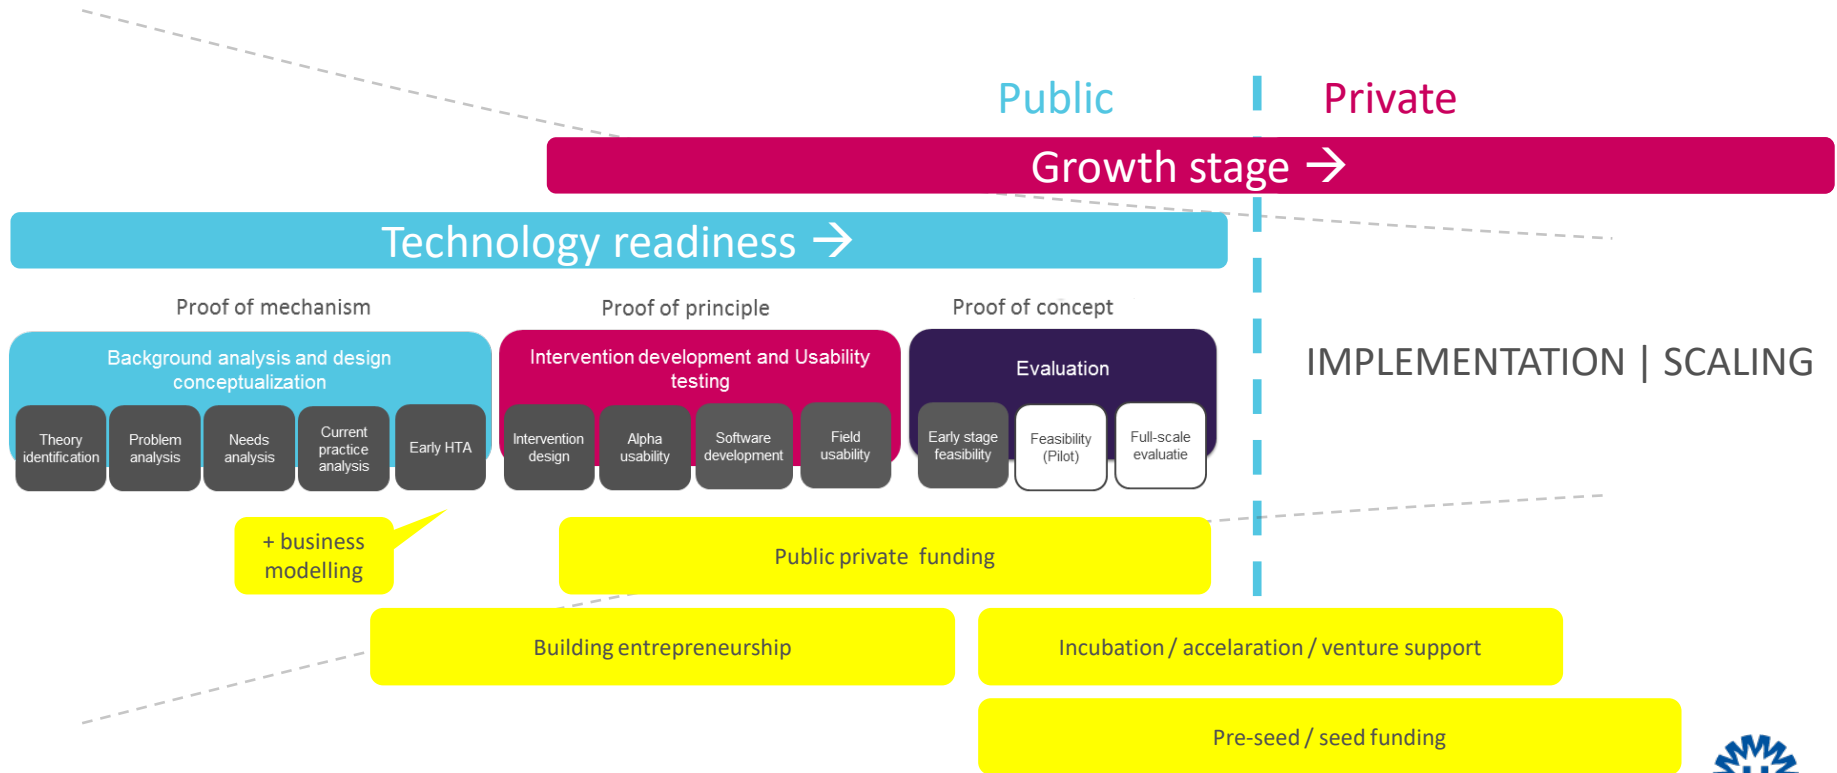 Public
Private
Growth stage →
Technology readiness →
Proof of mechanism
Proof of principle
Proof of concept
Background analysis and design
conceptualization
Theory
identification
Problem
analysis
Needs
analysis
Current
practice
analysis
Early HTA
Intervention development and Usability
testing
Intervention
design
Alpha
usability
Software
development
Field
usability
Evaluation
Early stage
feasibility
Feasibility
(Pilot)
Full-scale
evaluatie
IMPLEMENTATION | SCALING
+ business
modelling
Public private funding
Building entrepreneurship
Incubation / accelaration / venture support
Pre-seed / seed funding